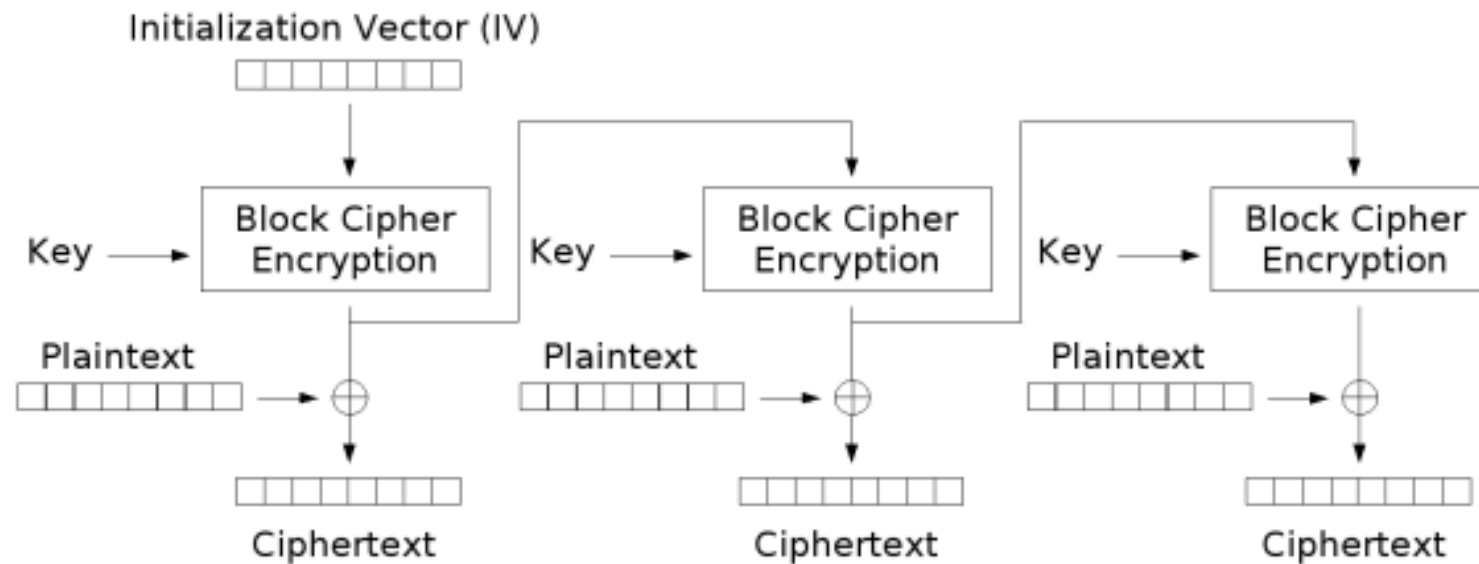 Initialization Vector (IV)
Block Cipher
Encryption
Key
Block Cipher
Encryption
Key
Block Cipher
Encryption
Key
Plaintext
Plaintext
Plaintext
Ciphertext
Ciphertext
Ciphertext